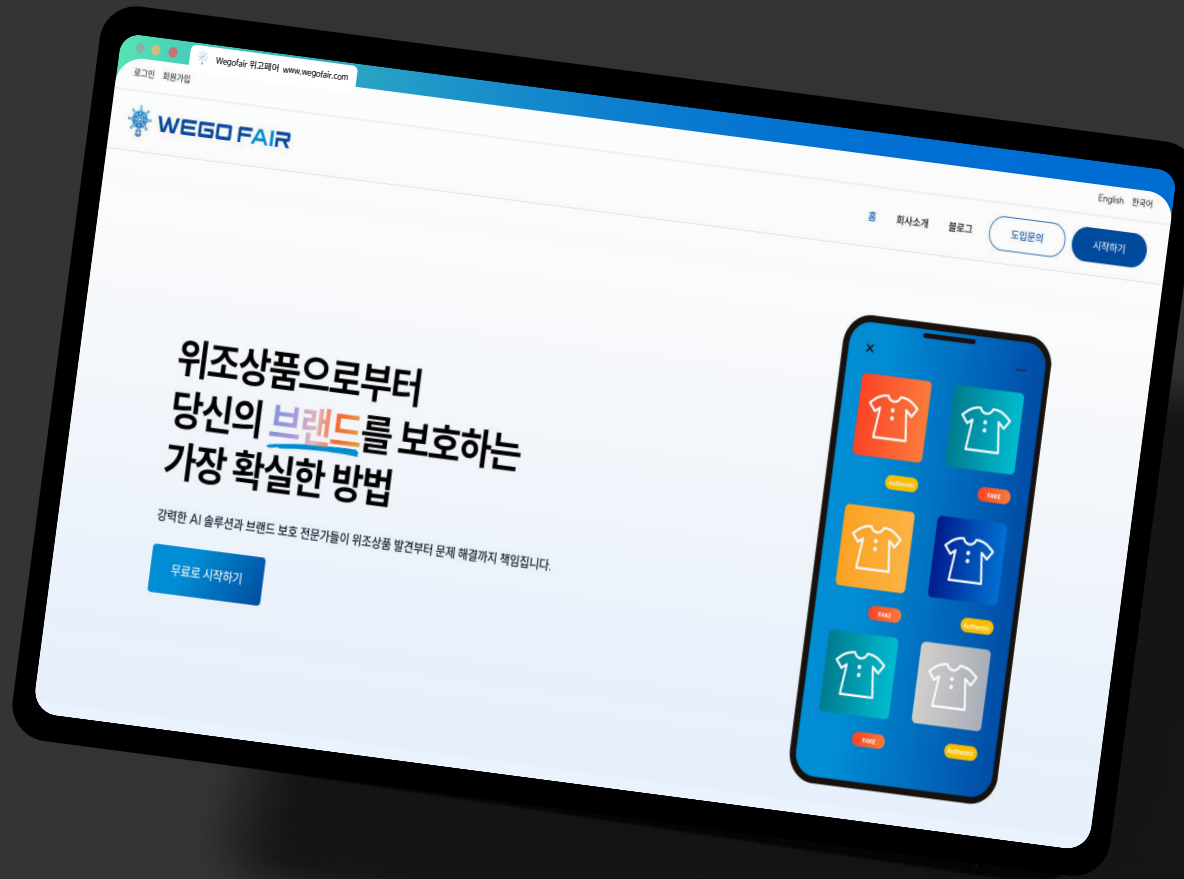 Wegofair 위고페어 www.wegofair.com
로그인 회원가입
English 한국어
WEGO FAIR
홈 회사소개 블로그 도입문의 시작하기
위조상품으로부터
당신의 브랜드를 보호하는
가장 확실한 방법
강력한 AI 솔루션과 브랜드 보호 전문가들이 위조상품 발견부터 문제 해결까지 책임집니다.
무료로 시작하기
Authentic FAKE
FAKE Authentic
FAKE Authentic